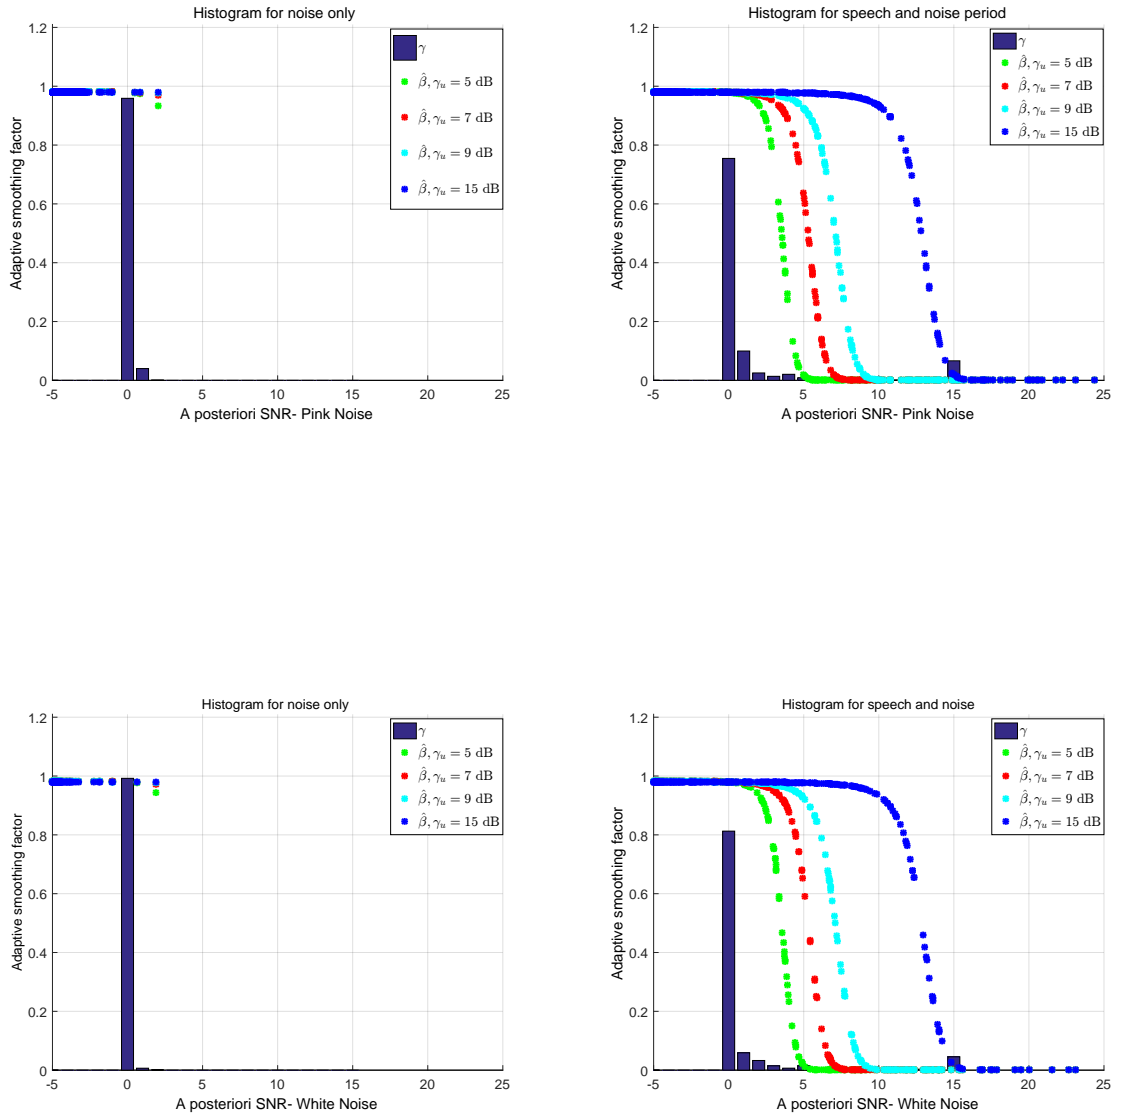 Histogram for noise only
1.2
1
0.8
0.6
0.4
0.2
0
Adaptive smoothing factor
-5 0 5 10 15 20 25
A posteriori SNR- Pink Noise
γ
β̂, γᵤ = 5 dB
β̂, γᵤ = 7 dB
β̂, γᵤ = 9 dB
β̂, γᵤ = 15 dB
Histogram for speech and noise period
1.2
1
0.8
0.6
0.4
0.2
0
Adaptive smoothing factor
-5 0 5 10 15 20 25
A posteriori SNR- Pink Noise
γ
β̂, γᵤ = 5 dB
β̂, γᵤ = 7 dB
β̂, γᵤ = 9 dB
β̂, γᵤ = 15 dB
Histogram for noise only
1.2
1
0.8
0.6
0.4
0.2
0
Adaptive smoothing factor
-5 0 5 10 15 20 25
A posteriori SNR- White Noise
γ
β̂, γᵤ = 5 dB
β̂, γᵤ = 7 dB
β̂, γᵤ = 9 dB
β̂, γᵤ = 15 dB
Histogram for speech and noise
1.2
1
0.8
0.6
0.4
0.2
0
Adaptive smoothing factor
-5 0 5 10 15 20 25
A posteriori SNR- White Noise
γ
β̂, γᵤ = 5 dB
β̂, γᵤ = 7 dB
β̂, γᵤ = 9 dB
β̂, γᵤ = 15 dB